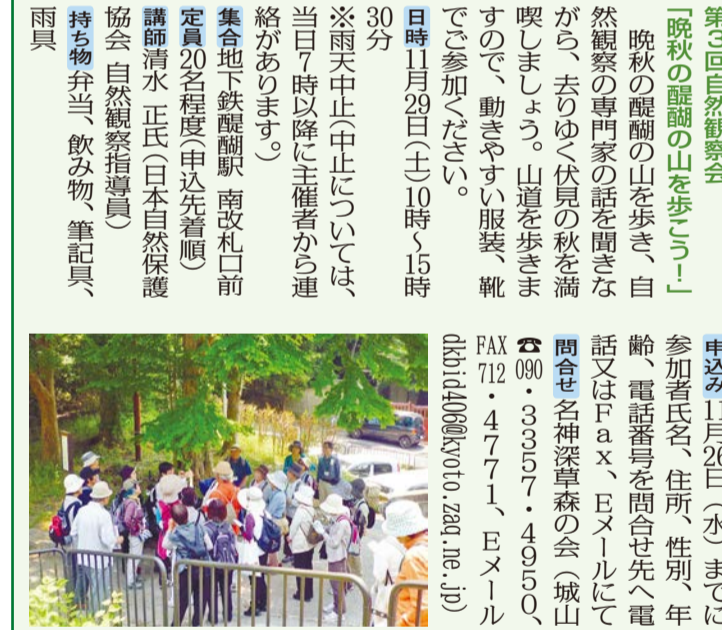 第3回自然観察会
「晩秋の醍醐の山を歩こう！」
晩秋の醍醐の山を歩き、自
然観察の専門家の話を聞きな
がら、去りゆく伏見の秋を満
喫しましょう。山道を歩きま
すので、動きやすい服装、靴
でご参加ください。
日時11月29日（土）10時～15時
30分
※雨天中止（中止については、
当日7時以降に主催者から連
絡があります。）
集合地下鉄醍醐駅 南改札口前
定員20名程度（申込先着順）
講師清水 正氏（日本自然保護
協会 自然観察指導員）
持ち物弁当、飲み物、筆記具、
雨具
申込み11月26日（水）までに
参加者氏名、住所、性別、年
齢、電話番号を問合せ先へ電
話又はFax、Eメールにて
問合せ名神深草森の会（城山
☎090・3357・4950、
FAX712・4771、Eメール
dkbid406@kyoto.zaq.ne.jp）